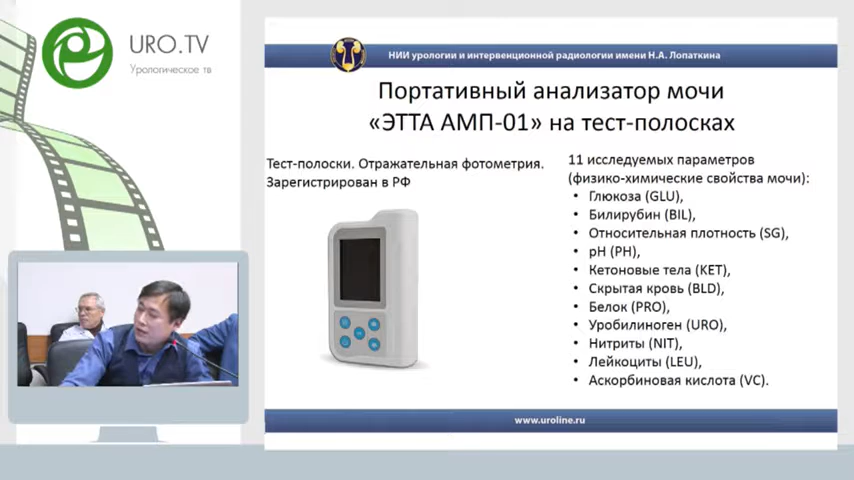 URO.TV
Урологическое тв
НИИ урологии и интервенционной радиологии имени Н.А. Лопаткина
Портативный анализатор мочи
«ЭТТА АМП-01» на тест-полосках
Тест-полоски. Отражательная фотометрия.
Зарегистрирован в РФ
11 исследуемых параметров
(физико-химические свойства мочи):
• Глюкоза (GLU),
• Билирубин (BIL),
• Относительная плотность (SG),
• pH (PH),
• Кетоновые тела (KET),
• Скрытая кровь (BLD),
• Белок (PRO),
• Уробилиноген (URO),
• Нитриты (NIT),
• Лейкоциты (LEU),
• Аскорбиновая кислота (VC).
www.uroline.ru